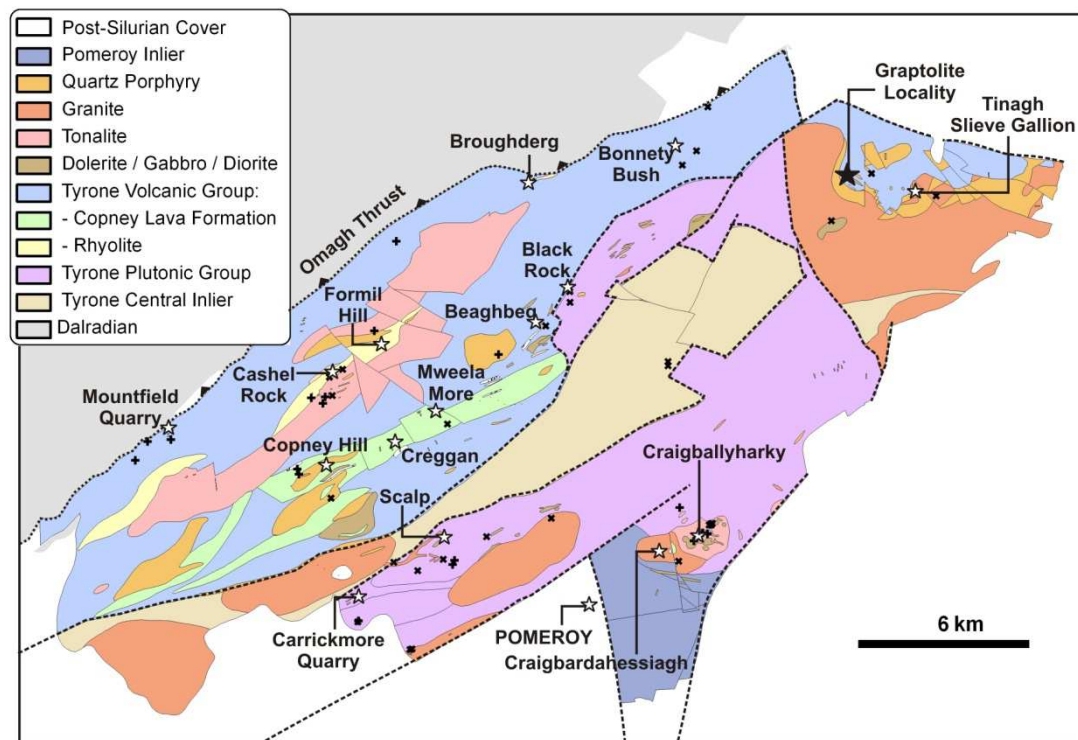 Post-Silurian Cover
Pomeroy Inlier
Quartz Porphyry
Granite
Tonalite
Dolerite / Gabbro / Diorite
Tyrone Volcanic Group:
- Copney Lava Formation
- Rhyolite
Tyrone Plutonic Group
Tyrone Central Inlier
Dalradian
Graptolite
Locality
Tinagh
Slieve Gallion
Broughderg
Bonnety
Bush
Omagh Thrust
Black
Rock
Formil
Hill
Beaghbeg
Cashel
Rock
Mweela
More
Mountfield
Quarry
Copney Hill
Creggan
Craigballyharky
Scalp
Carrickmore
Quarry
POMEROY
Craigbardahessiagh
6 km